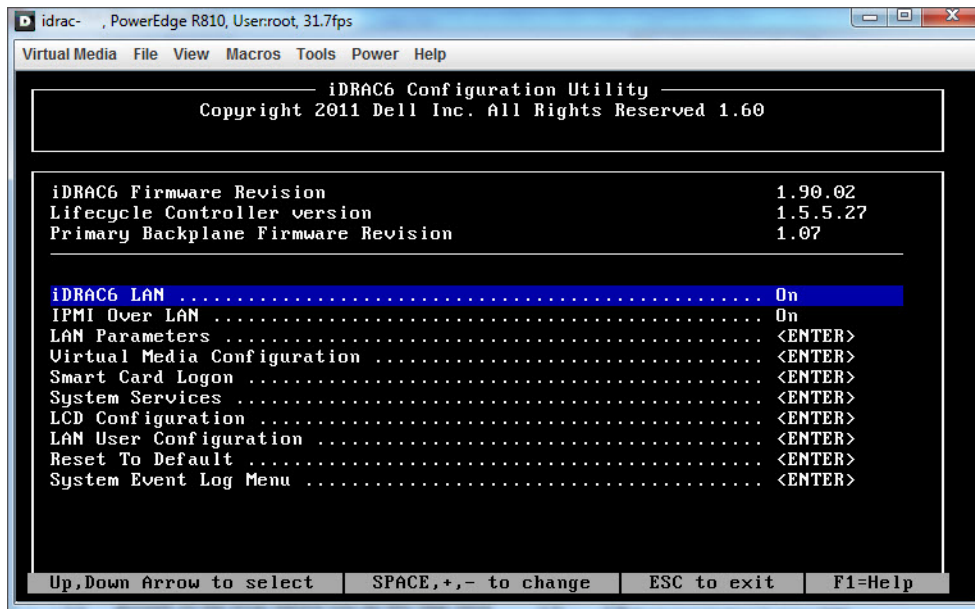 idrac- , PowerEdge R810, User:root, 31.7fps
Virtual Media File View Macros Tools Power Help
iDRAC6 Configuration Utility
Copyright 2011 Dell Inc. All Rights Reserved 1.60
iDRAC6 Firmware Revision 1.90.02
Lifecycle Controller version 1.5.5.27
Primary Backplane Firmware Revision 1.07
iDRAC6 LAN .................................................. On
IPMI Over LAN ............................................... On
LAN Parameters .............................................. <ENTER>
Virtual Media Configuration ................................. <ENTER>
Smart Card Logon ............................................ <ENTER>
System Services ............................................. <ENTER>
LCD Configuration ........................................... <ENTER>
LAN User Configuration ...................................... <ENTER>
Reset To Default ............................................ <ENTER>
System Event Log Menu ....................................... <ENTER>
Up,Down Arrow to select SPACE,+,- to change ESC to exit F1=Help